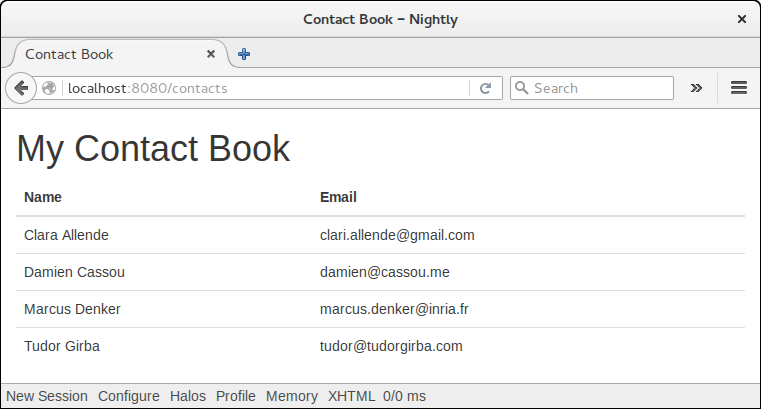 Contact Book - Nightly
Contact Book
localhost:8080/contacts
Search
My Contact Book
Name Email
Clara Allende clari.allende@gmail.com
Damien Cassou damien@cassou.me
Marcus Denker marcus.denker@inria.fr
Tudor Girba tudor@tudorgirba.com
New Session Configure Halos Profile Memory XHTML 0/0 ms